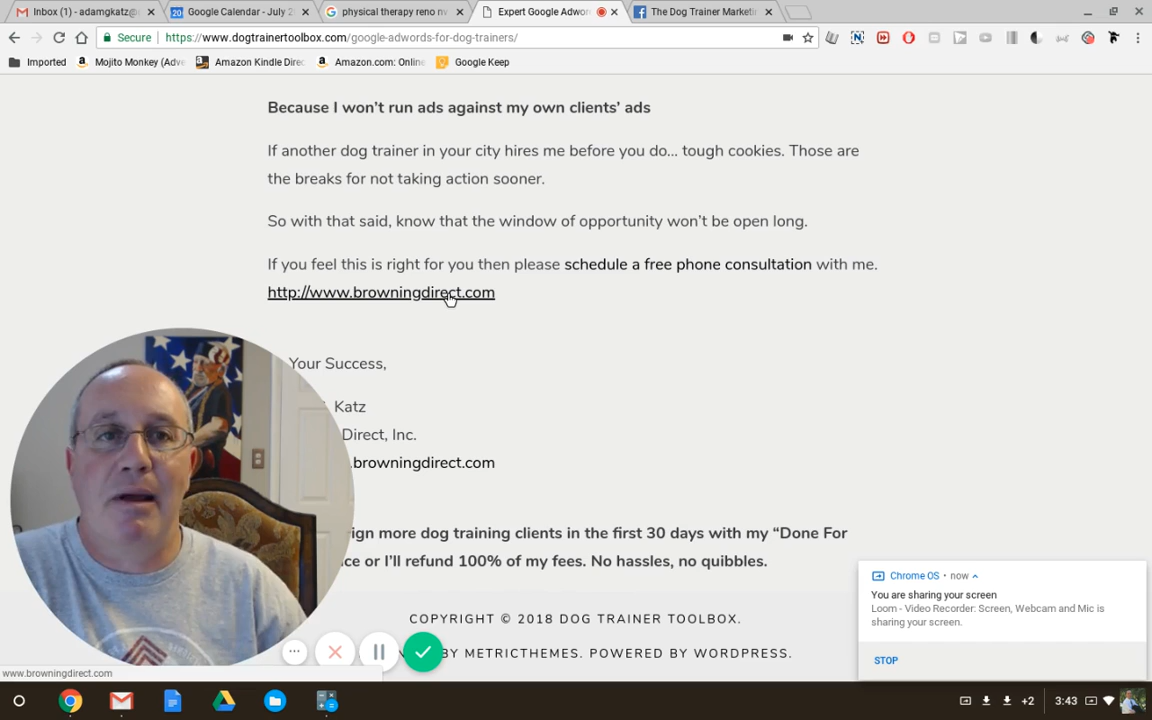 Inbox (1) - adamgkatz@
Google Calendar - July 2
physical therapy reno
Expert Google Adwor
The Dog Trainer Market
Secure
https://www.dogtrainertoolbox.com/google-adwords-for-dog-trainers/
Imported
Mojito Monkey (Adve
Amazon Kindle Direc
Amazon.com: Online
Google Keep
Because I won't run ads against my own clients' ads
If another dog trainer in your city hires me before you do... tough cookies. Those are
the breaks for not taking action sooner.
So with that said, know that the window of opportunity won't be open long.
If you feel this is right for you then please schedule a free phone consultation with me.
http://www.browningdirect.com
Your Success,
Katz
Direct, Inc.
.browningdirect.com
ign more dog training clients in the first 30 days with my "Done For
ce or I'll refund 100% of my fees. No hassles, no quibbles.
COPYRIGHT © 2018 DOG TRAINER TOOLBOX.
BY METRICTHEMES. POWERED BY WORDPRESS.
Chrome OS • now
You are sharing your screen
Loom - Video Recorder: Screen, Webcam and Mic is
sharing your screen.
STOP
www.browningdirect.com
+2
3:43